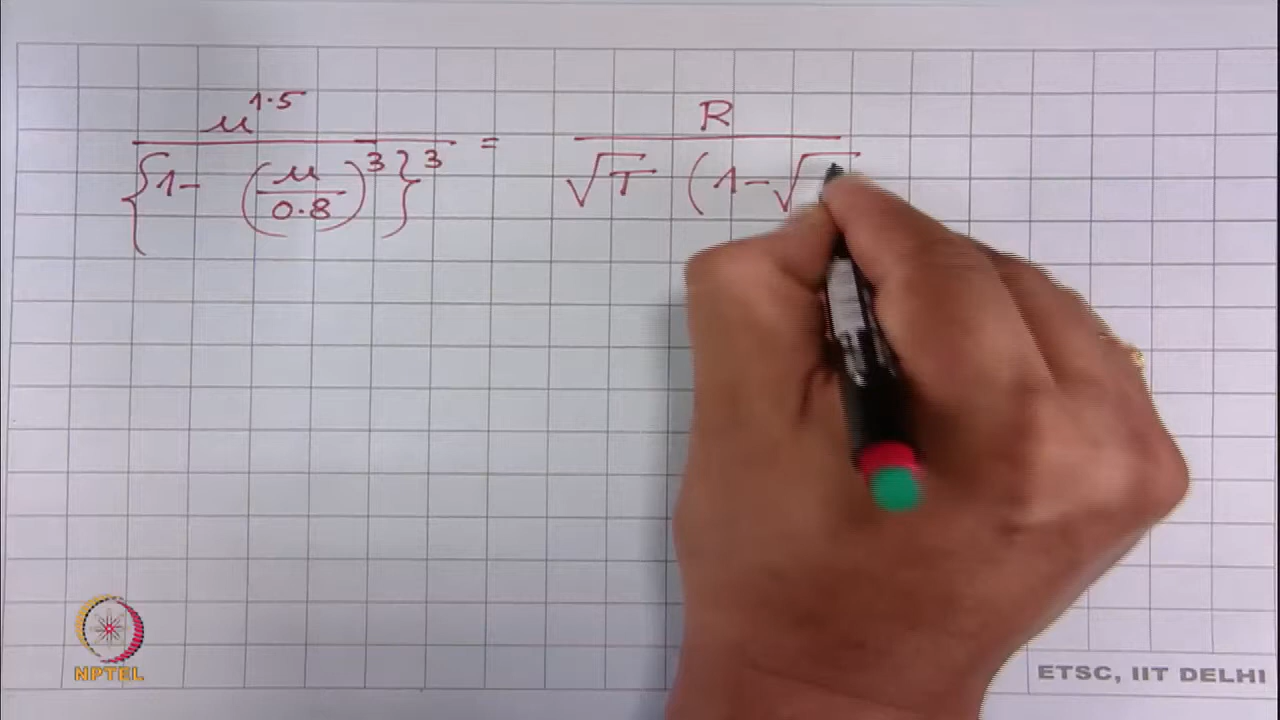 μ^1.5 / {1- (μ/0.8)^3}^3 = R / √T (1-√
NPTEL
ETSC, IIT DELHI